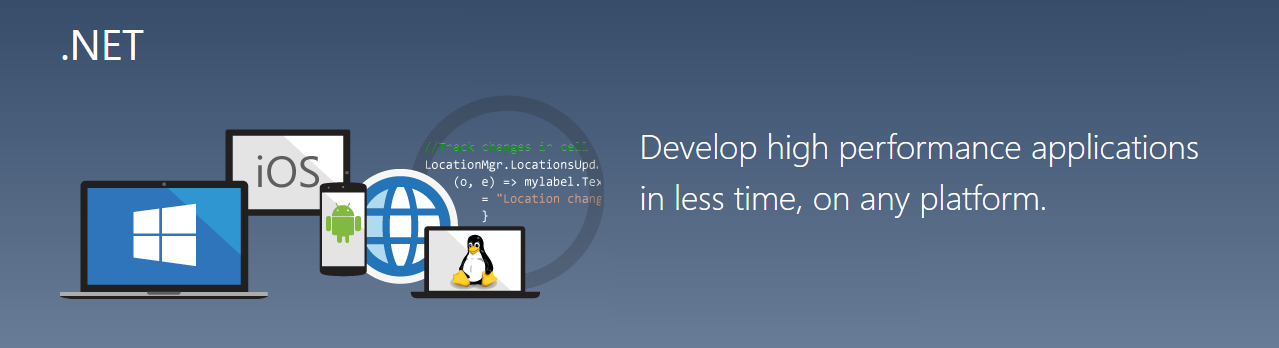 .NET
iOS
//Track changes in cell
LocationMgr.LocationsUpd
(o, e) => mylabel.Tex
= "Location chang
}
Develop high performance applications
in less time, on any platform.